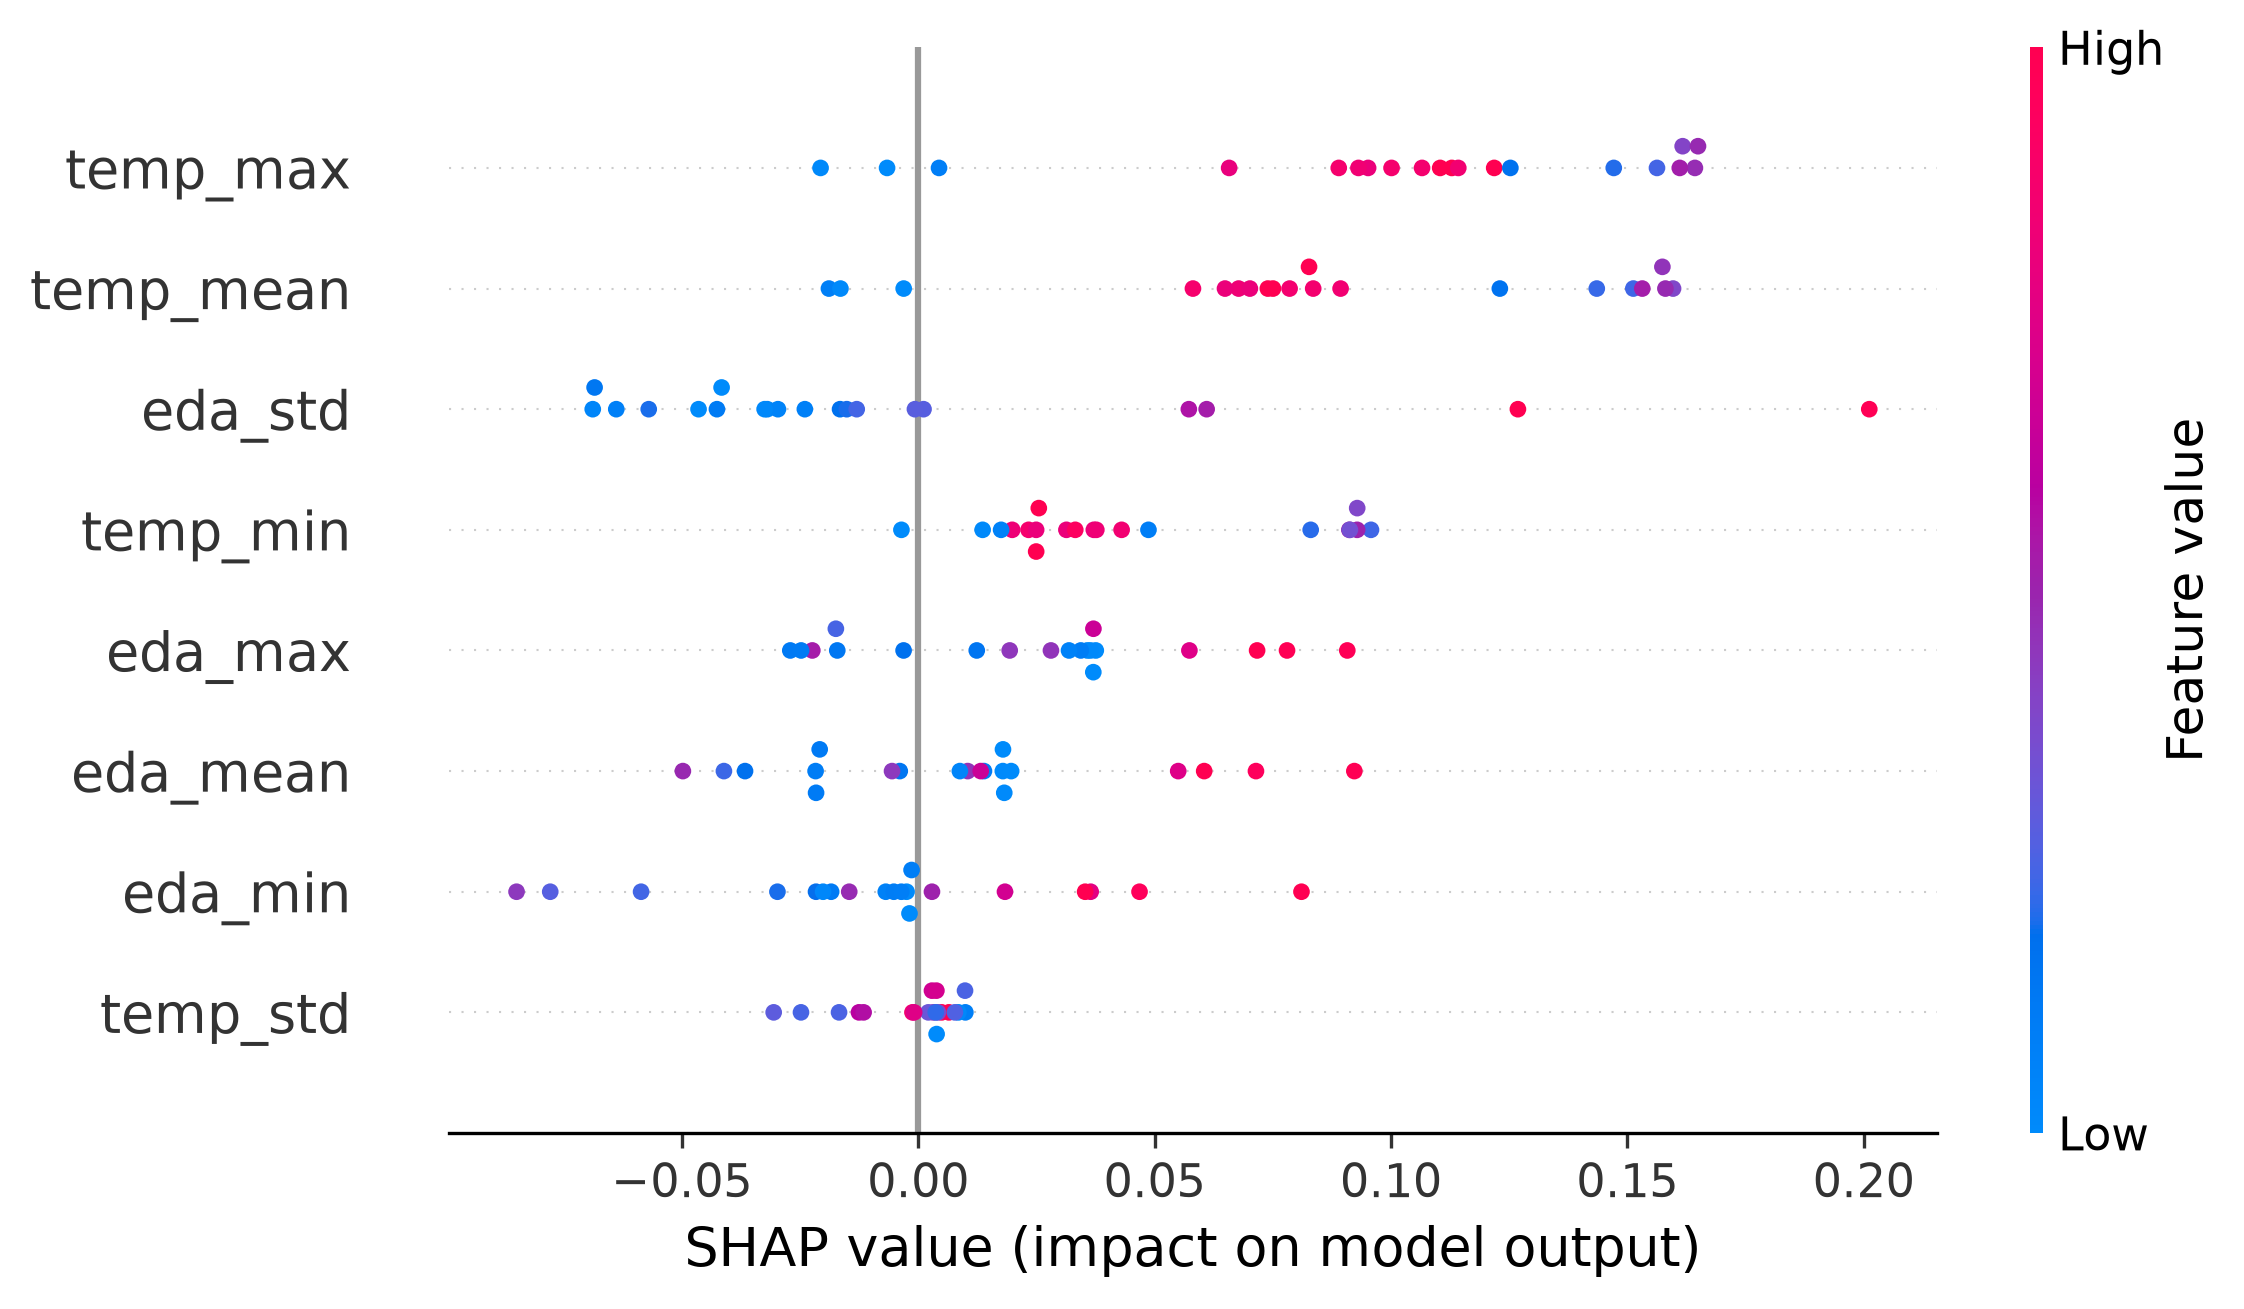 High
temp_max
temp_mean
eda_std
temp_min
eda_max
eda_mean
eda_min
temp_std
Feature value
Low
−0.05 0.00 0.05 0.10 0.15 0.20
SHAP value (impact on model output)